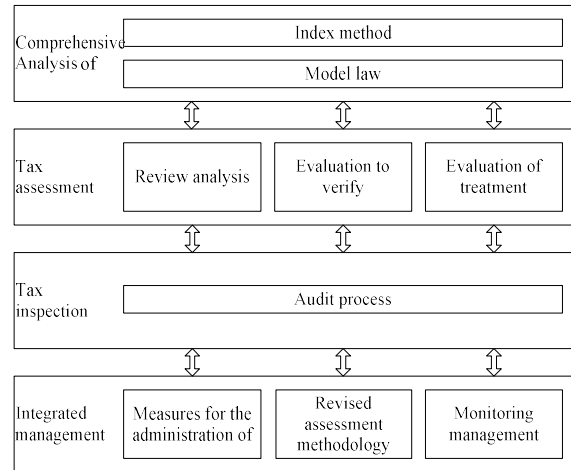 Comprehensive
Analysis of
Index method
Model law
Tax
assessment
Review analysis
Evaluation to
verify
Evaluation of
treatment
Tax
inspection
Audit process
Integrated
management
Measures for the
administration of
Revised
assessment
methodology
Monitoring
management